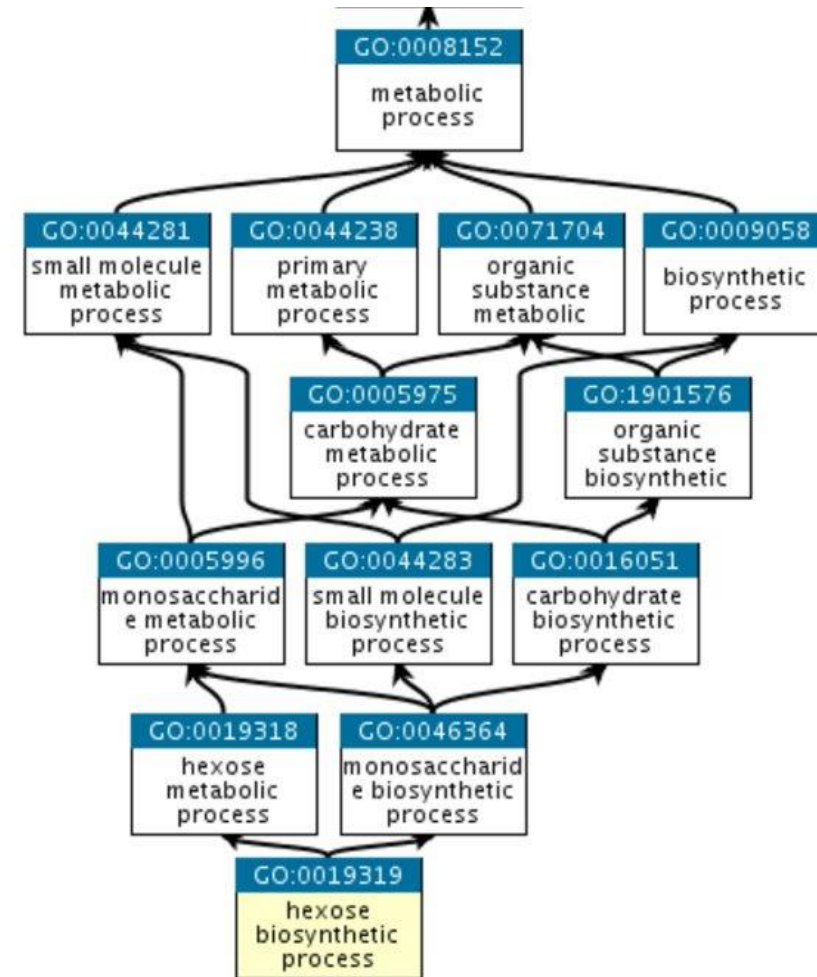 GO:0008152
metabolic
process
GO:0044281
small molecule
metabolic
process
GO:0044238
primary
metabolic
process
GO:0071704
organic
substance
metabolic
GO:0009058
biosynthetic
process
GO:0005975
carbohydrate
metabolic
process
GO:1901576
organic
substance
biosynthetic
GO:0005996
monosaccharid
e metabolic
process
GO:0044283
small molecule
biosynthetic
process
GO:0016051
carbohydrate
biosynthetic
process
GO:0019318
hexose
metabolic
process
GO:0046364
monosaccharid
e biosynthetic
process
GO:0019319
hexose
biosynthetic
process